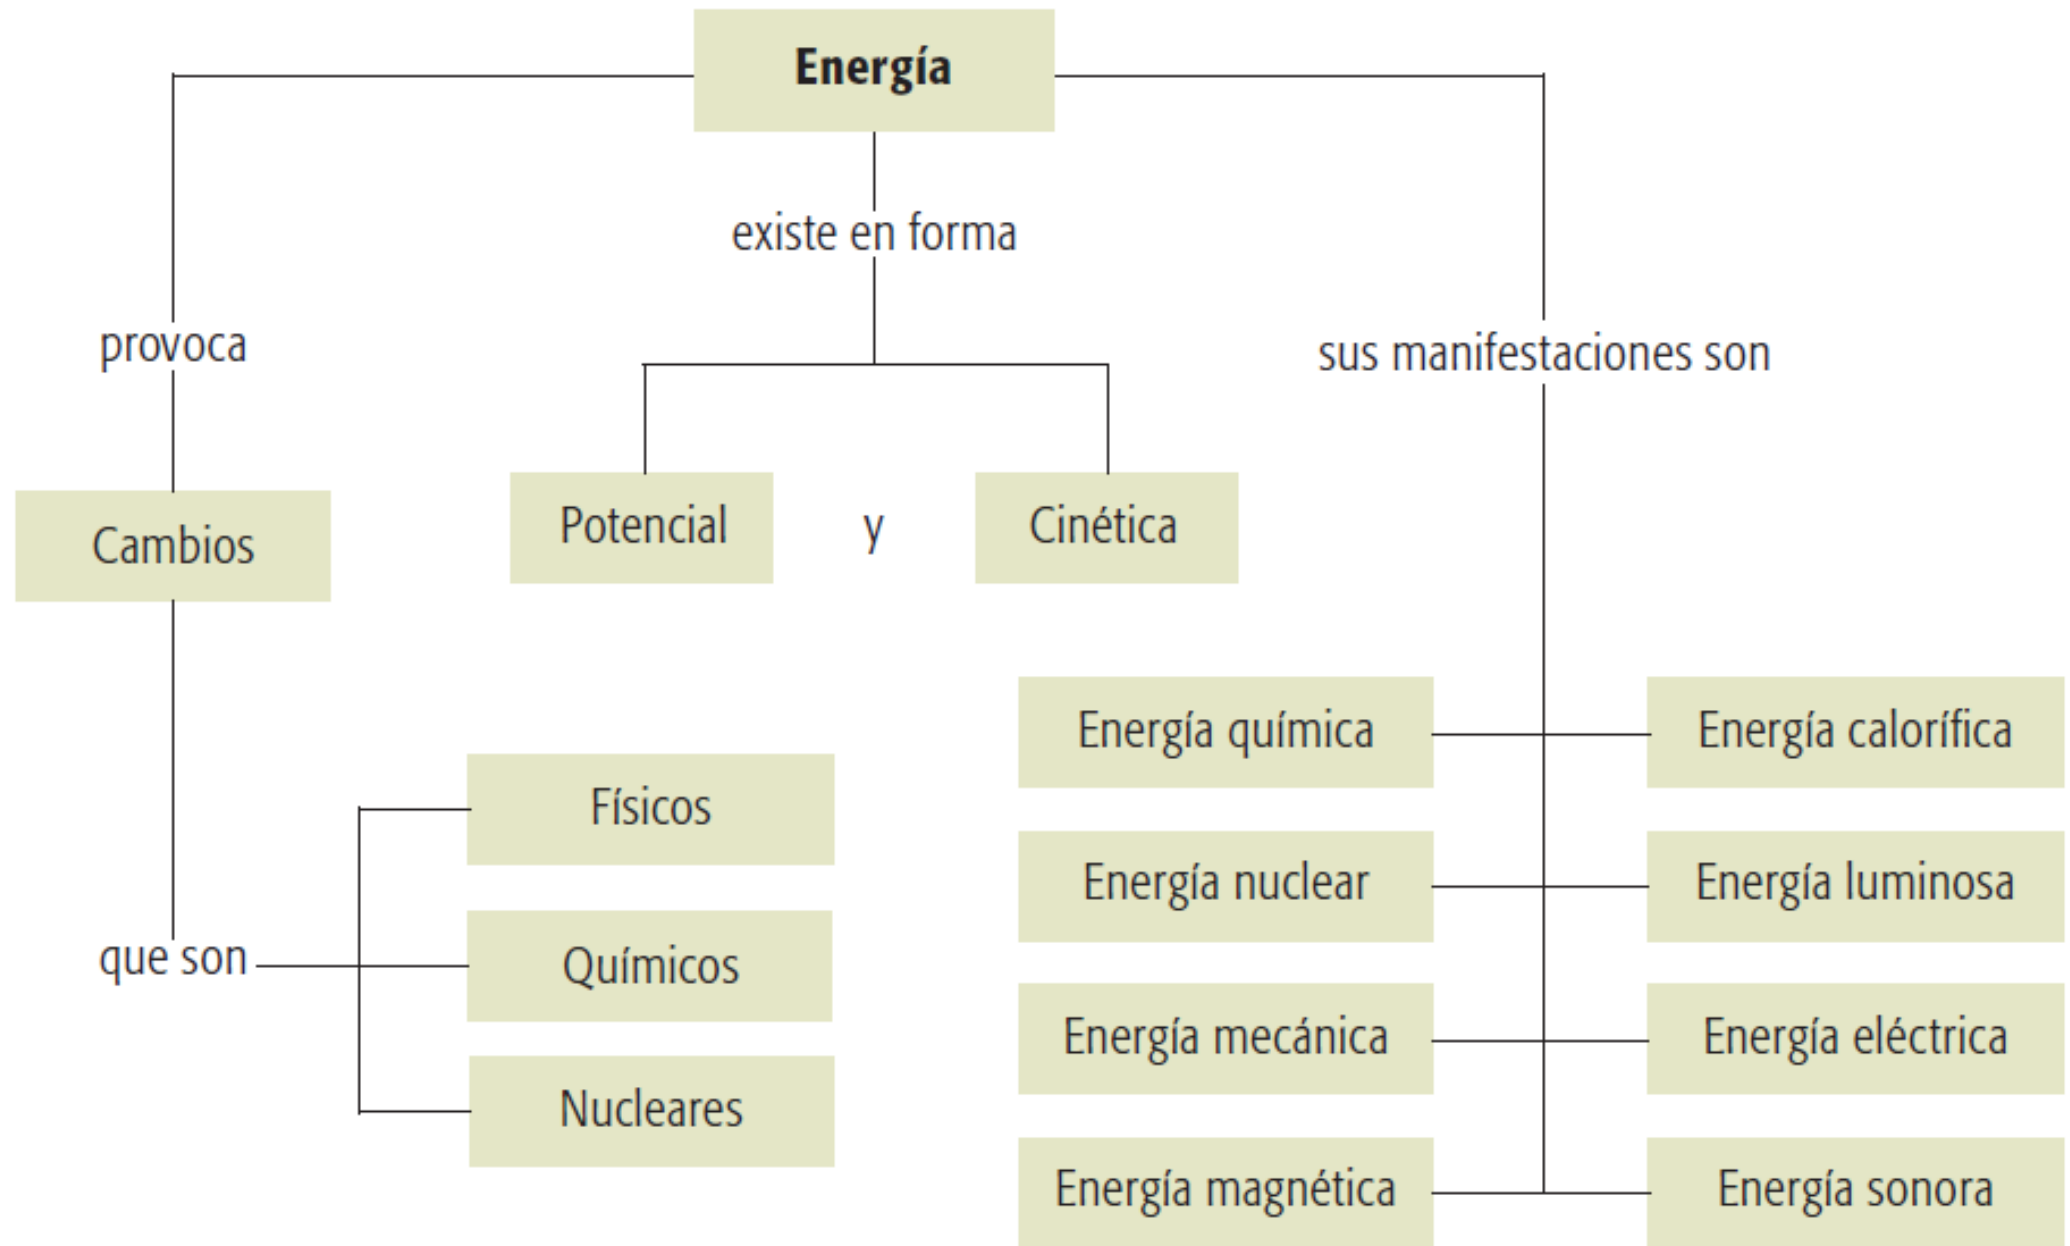 Energía
existe en forma
provoca
sus manifestaciones son
Cambios
Potencial
y
Cinética
que son
Físicos
Químicos
Nucleares
Energía química
Energía calorífica
Energía nuclear
Energía luminosa
Energía mecánica
Energía eléctrica
Energía magnética
Energía sonora